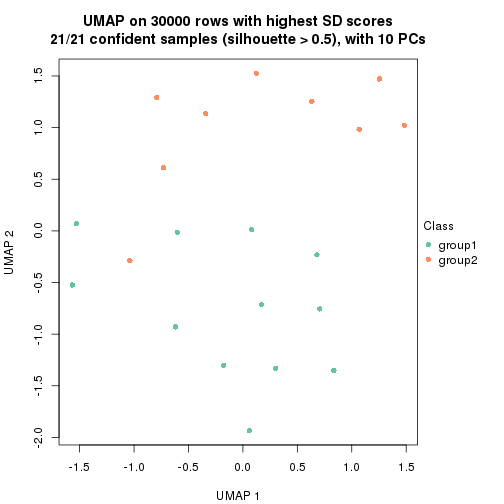 UMAP on 30000 rows with highest SD scores
21/21 confident samples (silhouette > 0.5), with 10 PCs
1.5
1.0
0.5
0.0
-0.5
-1.0
-1.5
-2.0
UMAP 2
Class
group1
group2
-1.5 -1.0 -0.5 0.0 0.5 1.0 1.5
UMAP 1